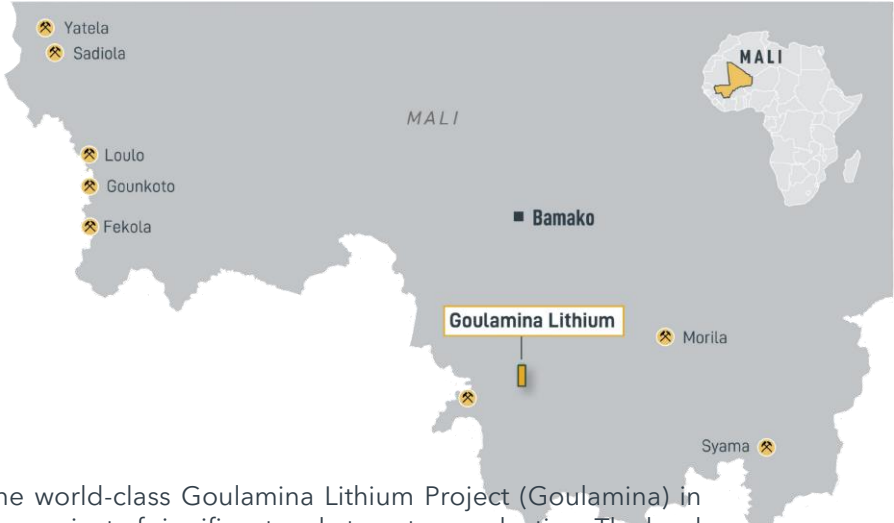 Yatela
Sadiola
MALI
MALI
Loulo
Gounkoto
Fekola
Bamako
Goulamina Lithium
Morila
Syama
he world-class Goulamina Lithium Project (Goulamina) in